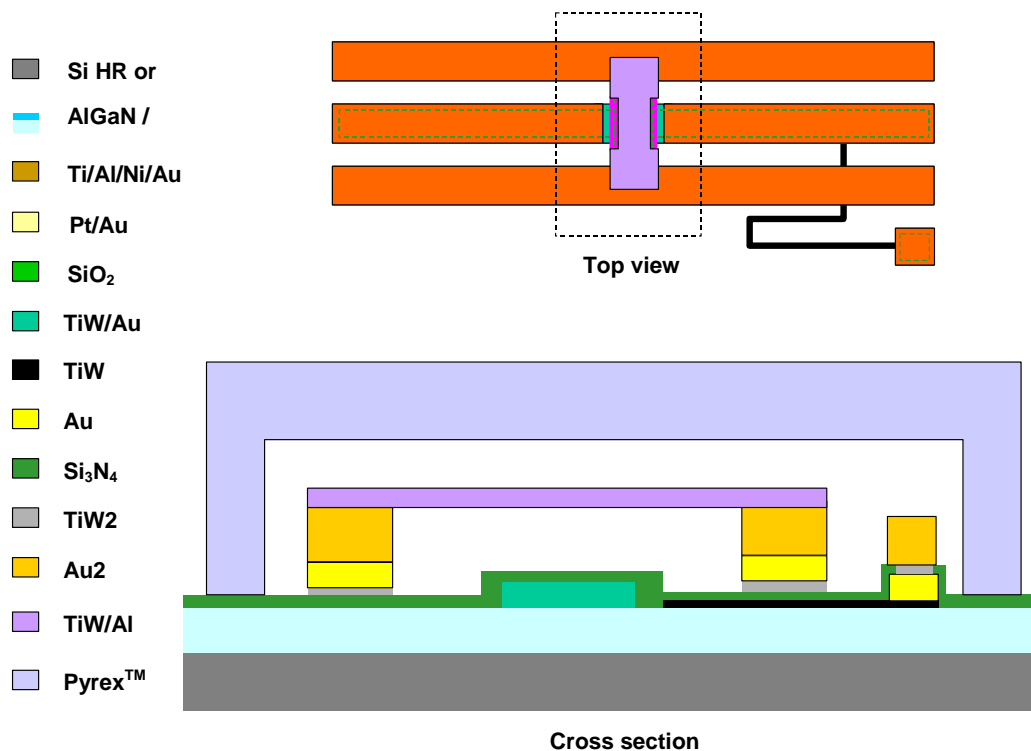 Si HR or
AlGaN /
Ti/Al/Ni/Au
Pt/Au
SiO₂
TiW/Au
TiW
Au
Si₃N₄
TiW2
Au2
TiW/Al
Pyrex™
Top view
Cross section